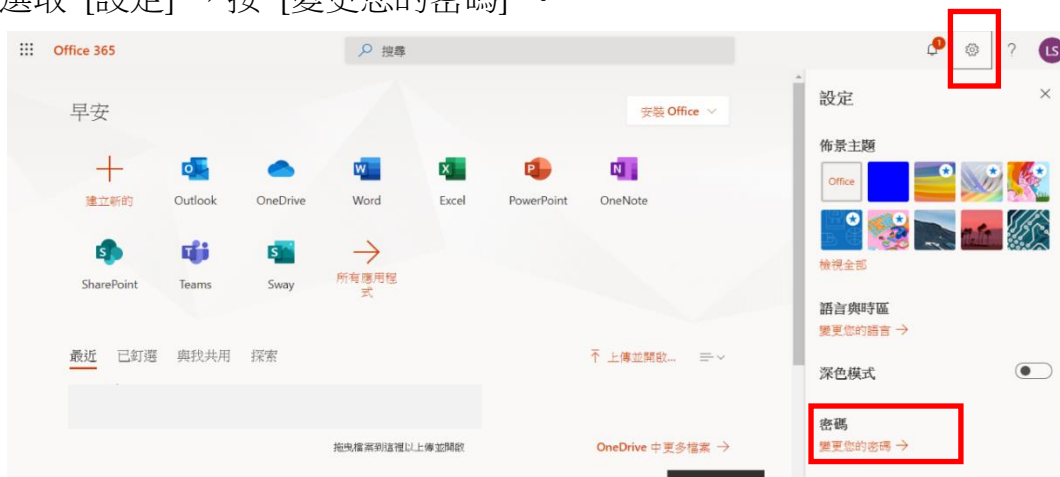 選取 [設定] ，按 [變更您的密碼] 。
Office 365
搜尋
1
?
LS
早安
安裝 Office
設定
佈景主題
Office
建立新的
Outlook
OneDrive
Word
Excel
PowerPoint
OneNote
SharePoint
Teams
Sway
所有應用程
式
檢視全部
語言與時區
變更您的語言 →
最近 已釘選 與我共用 探索
上傳並開啟...
深色模式
密碼
變更您的密碼 →
拖曳檔案到這裡以上傳並開啟
OneDrive 中更多檔案 →